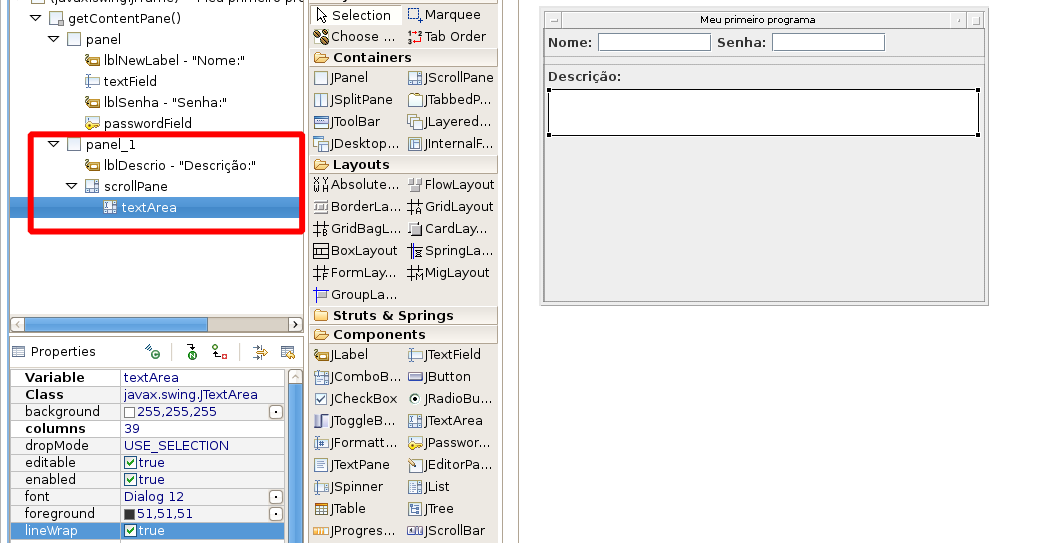 getContentPane()
panel
lblNewLabel - "Nome:"
textField
lblSenha - "Senha:"
passwordField
panel_1
lblDescrio - "Descrição:"
scrollPane
textArea
Properties
Variable textArea
Class javax.swing.JTextArea
background 255,255,255
columns 39
dropMode USE_SELECTION
editable true
enabled true
font Dialog 12
foreground 51,51,51
lineWrap true
Selection Marquee
Choose ... Tab Order
Containers
JPanel JScrollPane
JSplitPane JTabbedP...
JToolBar JLayered...
JDesktop... JInternalF...
Layouts
Absolute... FlowLayout
BorderLa... GridLayout
GridBagL... CardLay...
BoxLayout SpringLa...
FormLay... MigLayout
GroupLa...
Struts & Springs
Components
JLabel JTextField
JComboB... JButton
JCheckBox JRadioBu...
JToggleB... JTextArea
JFormatt... JPasswor...
JTextPane JEditorPa...
JSpinner JList
JTable JTree
JProgres... JScrollBar
Meu primeiro programa
Nome: Senha:
Descrição: